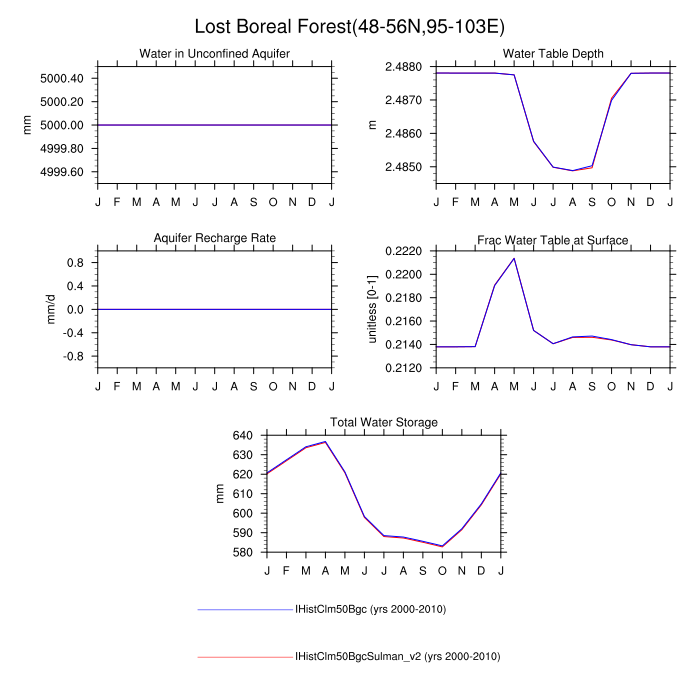 Lost Boreal Forest(48-56N,95-103E)
Water in Unconfined Aquifer
5000.40
5000.20
5000.00
4999.80
4999.60
mm
J F M A M J J A S O N D J
Water Table Depth
2.4880
2.4870
2.4860
2.4850
m
J F M A M J J A S O N D J
Aquifer Recharge Rate
0.8
0.4
0.0
-0.4
-0.8
mm/d
J F M A M J J A S O N D J
Frac Water Table at Surface
0.2220
0.2200
0.2180
0.2160
0.2140
0.2120
unitless [0-1]
J F M A M J J A S O N D J
Total Water Storage
640
630
620
610
600
590
580
mm
J F M A M J J A S O N D J
IHistClm50Bgc (yrs 2000-2010)
IHistClm50BgcSulman_v2 (yrs 2000-2010)